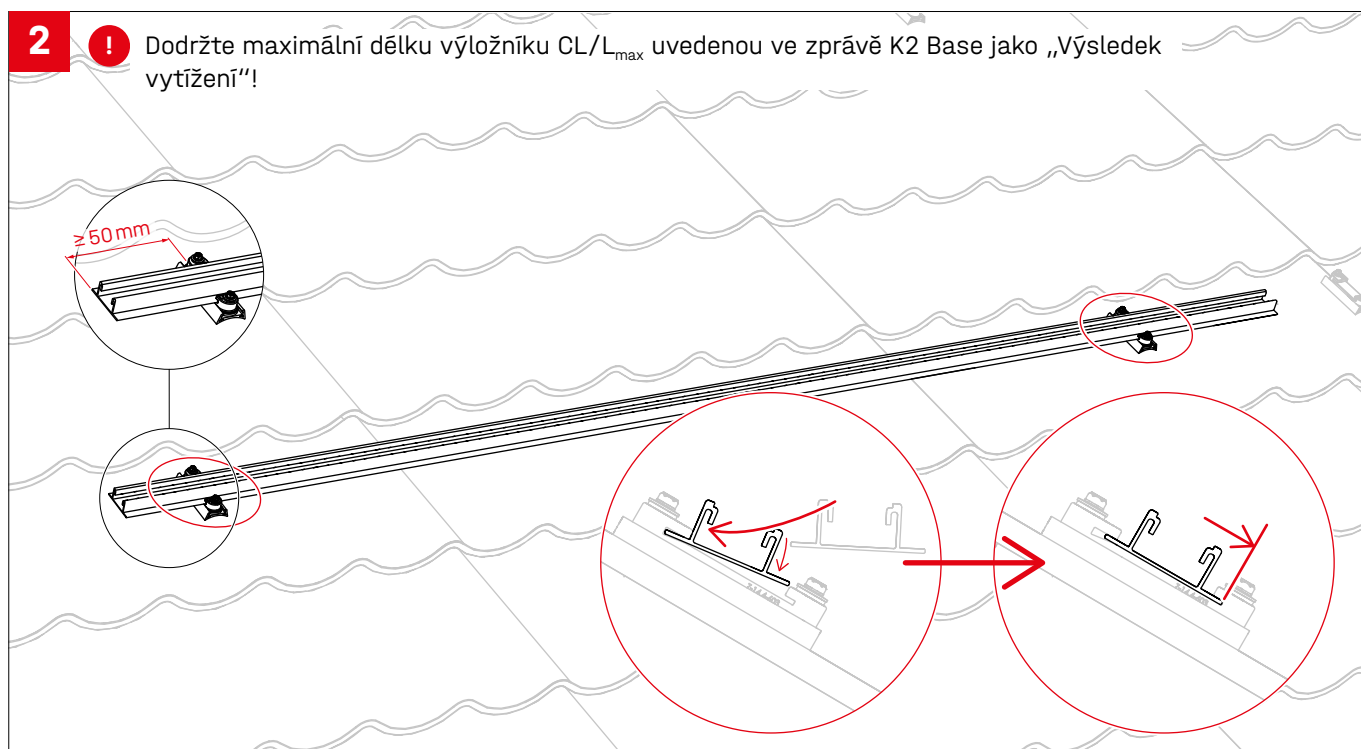 2
! Dodržte maximální délku výložníku CL/Lmax uvedenou ve zprávě K2 Base jako „Výsledek
vytížení“!
≥ 50 mm